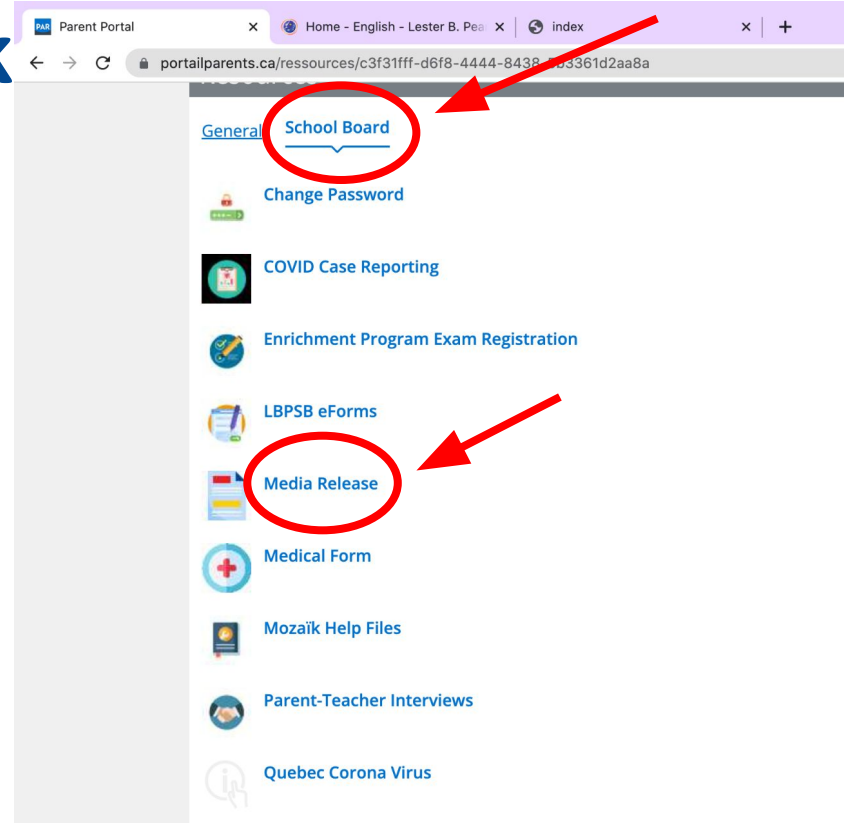 PAR Parent Portal × Home - English - Lester B. Pea × index × | +
portailparents.ca/ressources/c3f31fff-d6f8-4444-8438-5b3361d2aa8a
General School Board
Change Password
COVID Case Reporting
Enrichment Program Exam Registration
LBPSB eForms
Media Release
Medical Form
Mozaïk Help Files
Parent-Teacher Interviews
Quebec Corona Virus